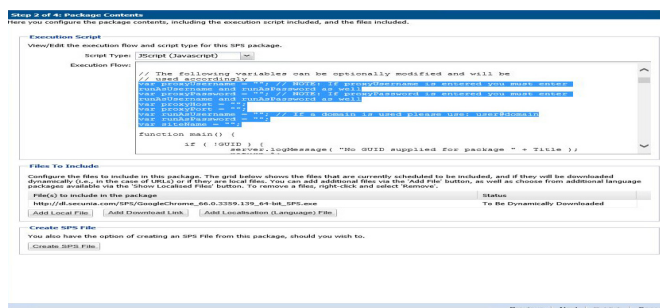 Step 2 of 4: Package Contents
Here you configure the package contents, including the execution script included, and the files included.
Execution Script
View/Edit the execution flow and script type for this SPS package.
Script Type: JScript (Javascript)
Execution Flow:
// The following variables can be optionally modified and will be
// used accordingly
var proxyUsername = ""; // NOTE: If proxyUsername is entered you must enter
runAsUsername and runAsPassword as well
var proxyPassword = ""; // NOTE: If proxyPassword is entered you must enter
runAsUsername and runAsPassword as well
var proxyHost = "";
var proxyPort = "";
var runAsUsername = ""; // If a domain is used please use: user@domain
var runAsPassword = "";
var siteName = "";
function main() {
if ( !GUID ) {
server.logMessage( "No GUID supplied for package " + Title );
Files To Include
Configure the files to include in this package. The grid below shows the files that are currently scheduled to be included, and if they will be downloaded
dynamically (i.e., in the case of URLs) or if they are local files. You can add additional files via the 'Add File' button, as well as choose from additional language
packages available via the 'Show Localised Files' button. To remove a files, right-click and select 'Remove'.
File(s) to include in the package Status
http://dl.secunia.com/SPS/GoogleChrome_66.0.3359.139_64-bit_SPS.exe To Be Dynamically Downloaded
Add Local File Add Download Link Add Localisation (Language) File
Create SPS File
You also have the option of creating an SPS File from this package, should you wish to.
Create SPS File